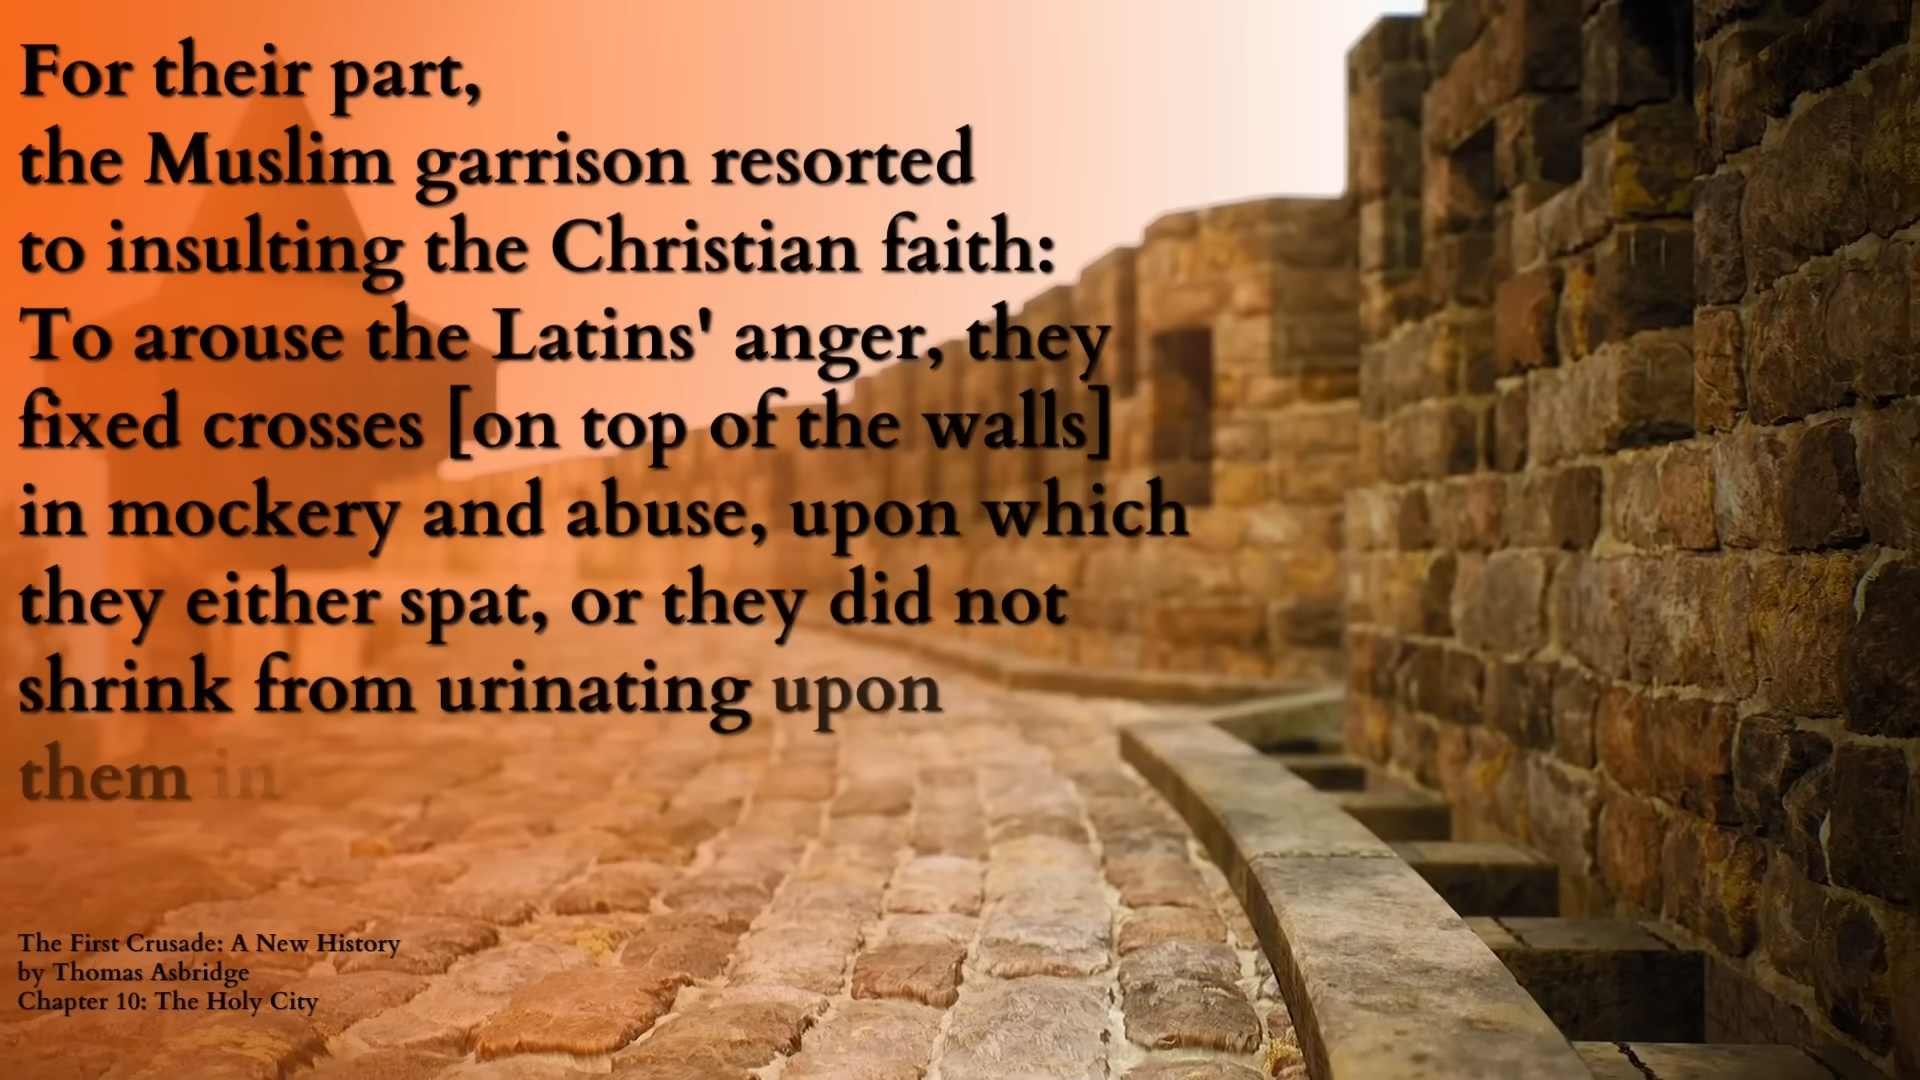 For their part,
the Muslim garrison resorted
to insulting the Christian faith:
To arouse the Latins' anger, they
fixed crosses [on top of the walls]
in mockery and abuse, upon which
they either spat, or they did not
shrink from urinating upon
them in
The First Crusade: A New History
by Thomas Asbridge
Chapter 10: The Holy City